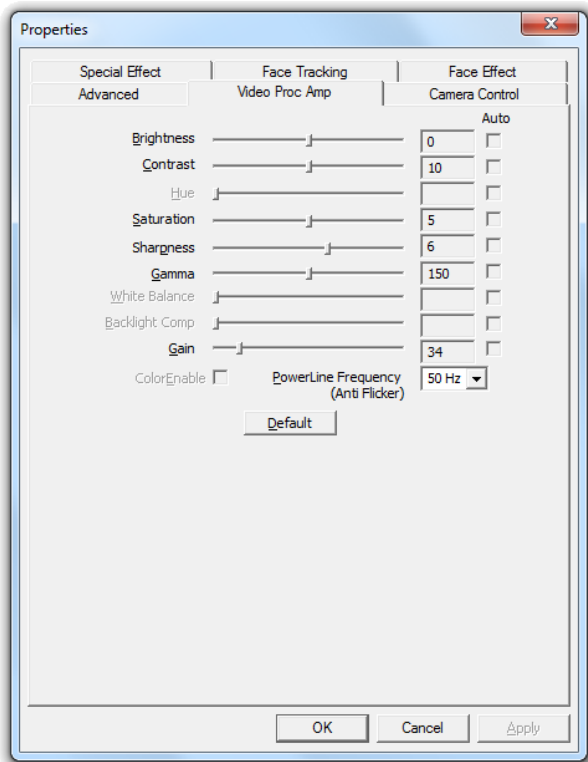 Properties
Special Effect Face Tracking Face Effect
Advanced Video Proc Amp Camera Control
Auto
Brightness 0
Contrast 10
Hue
Saturation 5
Sharpness 6
Gamma 150
White Balance
Backlight Comp
Gain 34
ColorEnable PowerLine Frequency 50 Hz
(Anti Flicker)
Default
OK Cancel Apply